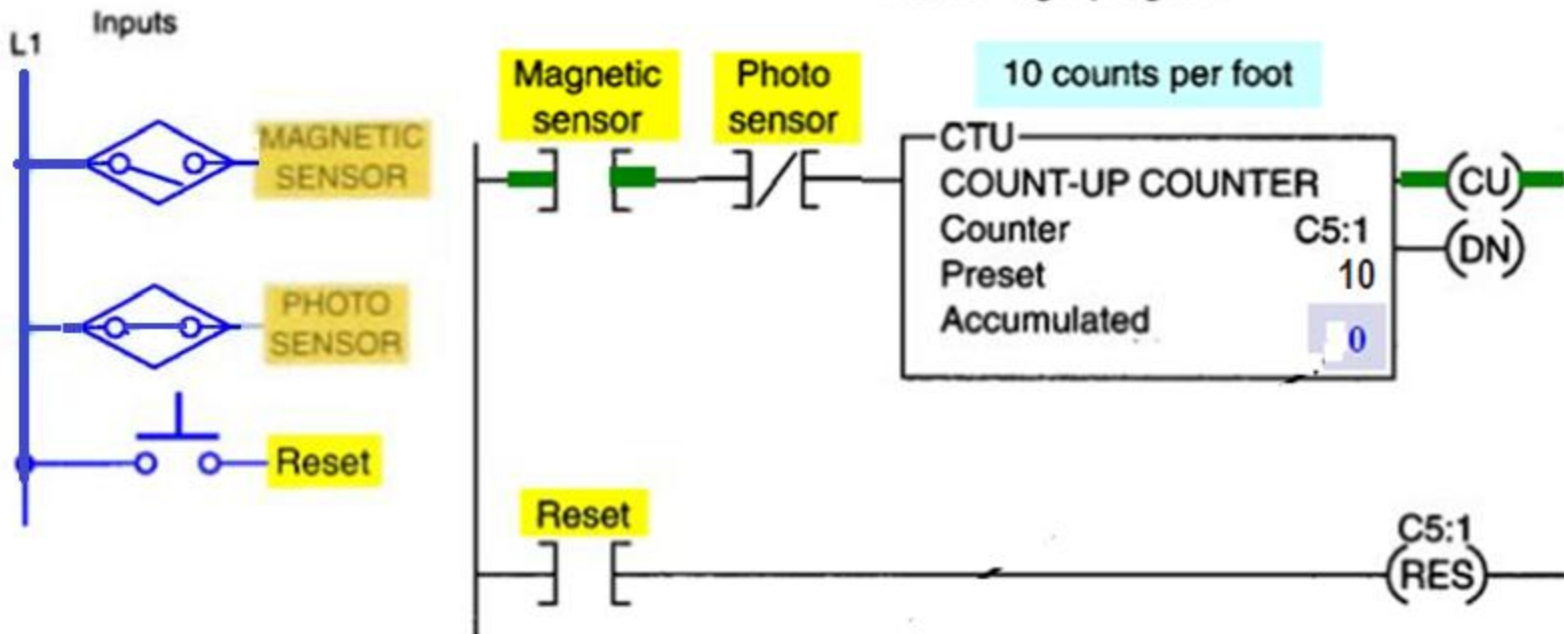 Inputs
L1
MAGNETIC
SENSOR
PHOTO
SENSOR
Reset
Magnetic
sensor
Photo
sensor
10 counts per foot
CTU
COUNT-UP COUNTER
Counter C5:1
Preset 10
Accumulated 0
CU
DN
Reset
C5:1
RES